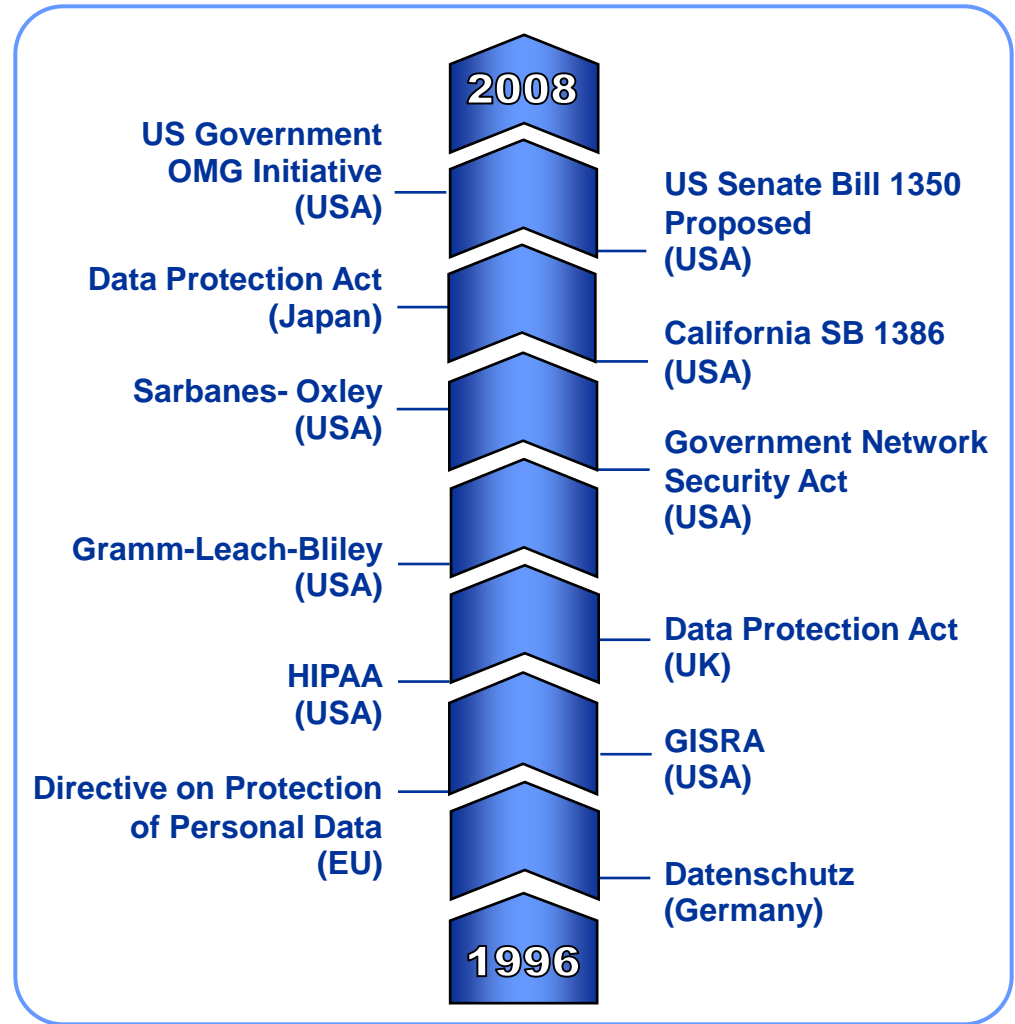 2008
US Government
OMG Initiative
(USA)
US Senate Bill 1350
Proposed
(USA)
Data Protection Act
(Japan)
California SB 1386
(USA)
Sarbanes- Oxley
(USA)
Government Network
Security Act
(USA)
Gramm-Leach-Bliley
(USA)
Data Protection Act
(UK)
HIPAA
(USA)
GISRA
(USA)
Directive on Protection
of Personal Data
(EU)
Datenschutz
(Germany)
1996